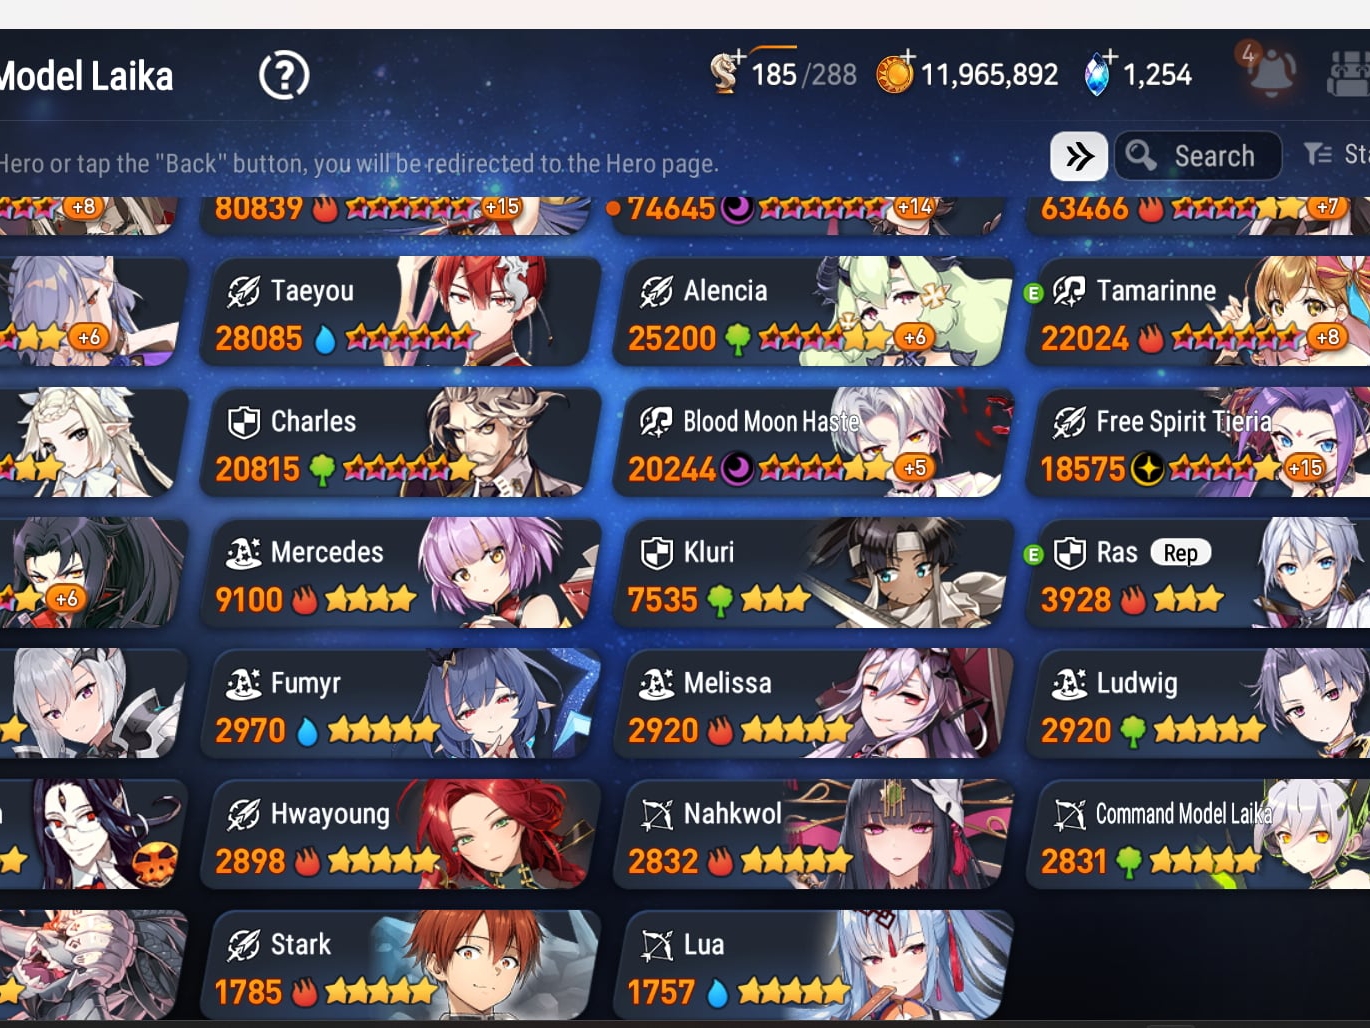 Model Laika
185/288
11,965,892
1,254
4
Hero or tap the "Back" button, you will be redirected to the Hero page.
Search
+8
80839 +15
74645 +14
63466 +7
+6
Taeyou
28085
Alencia
25200 +6
E Tamarinne
22024 +8
Charles
20815
Blood Moon Haste
20244 +5
Free Spirit Tieria
18575 +15
+6
Mercedes
9100
Kluri
7535
E Ras Rep
3928
Fumyr
2970
Melissa
2920
Ludwig
2920
Hwayoung
2898
Nahkwol
2832
Command Model Laika
2831
Stark
1785
Lua
1757